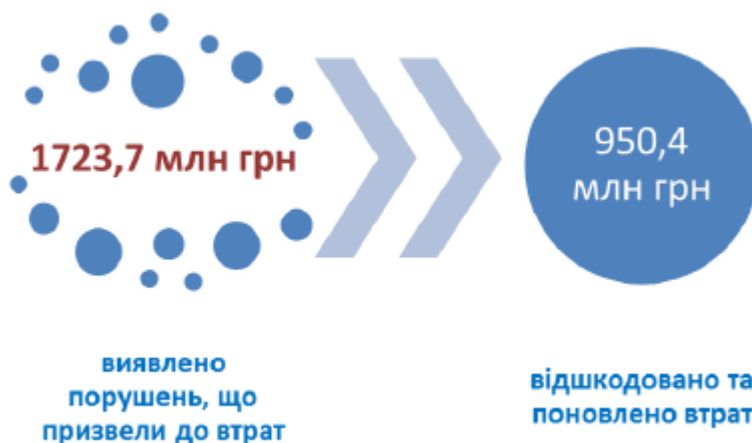 1723,7 млн грн
950,4
млн грн
виявлено
порушень, що
призвели до втрат
відшкодовано та
поновлено втрат